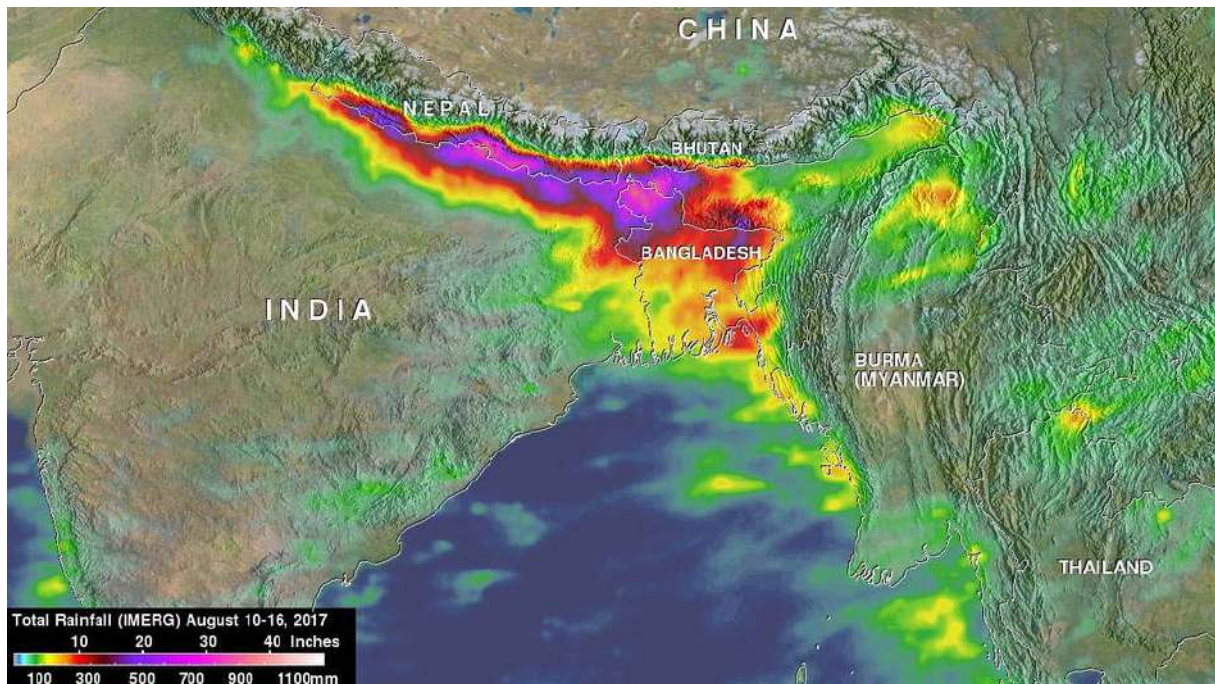 CHINA
NEPAL
BHUTAN
BANGLADESH
INDIA
BURMA
(MYANMAR)
THAILAND
Total Rainfall (IMERG) August 10-16, 2017
10 20 30 40 Inches
100 300 500 700 900 1100mm